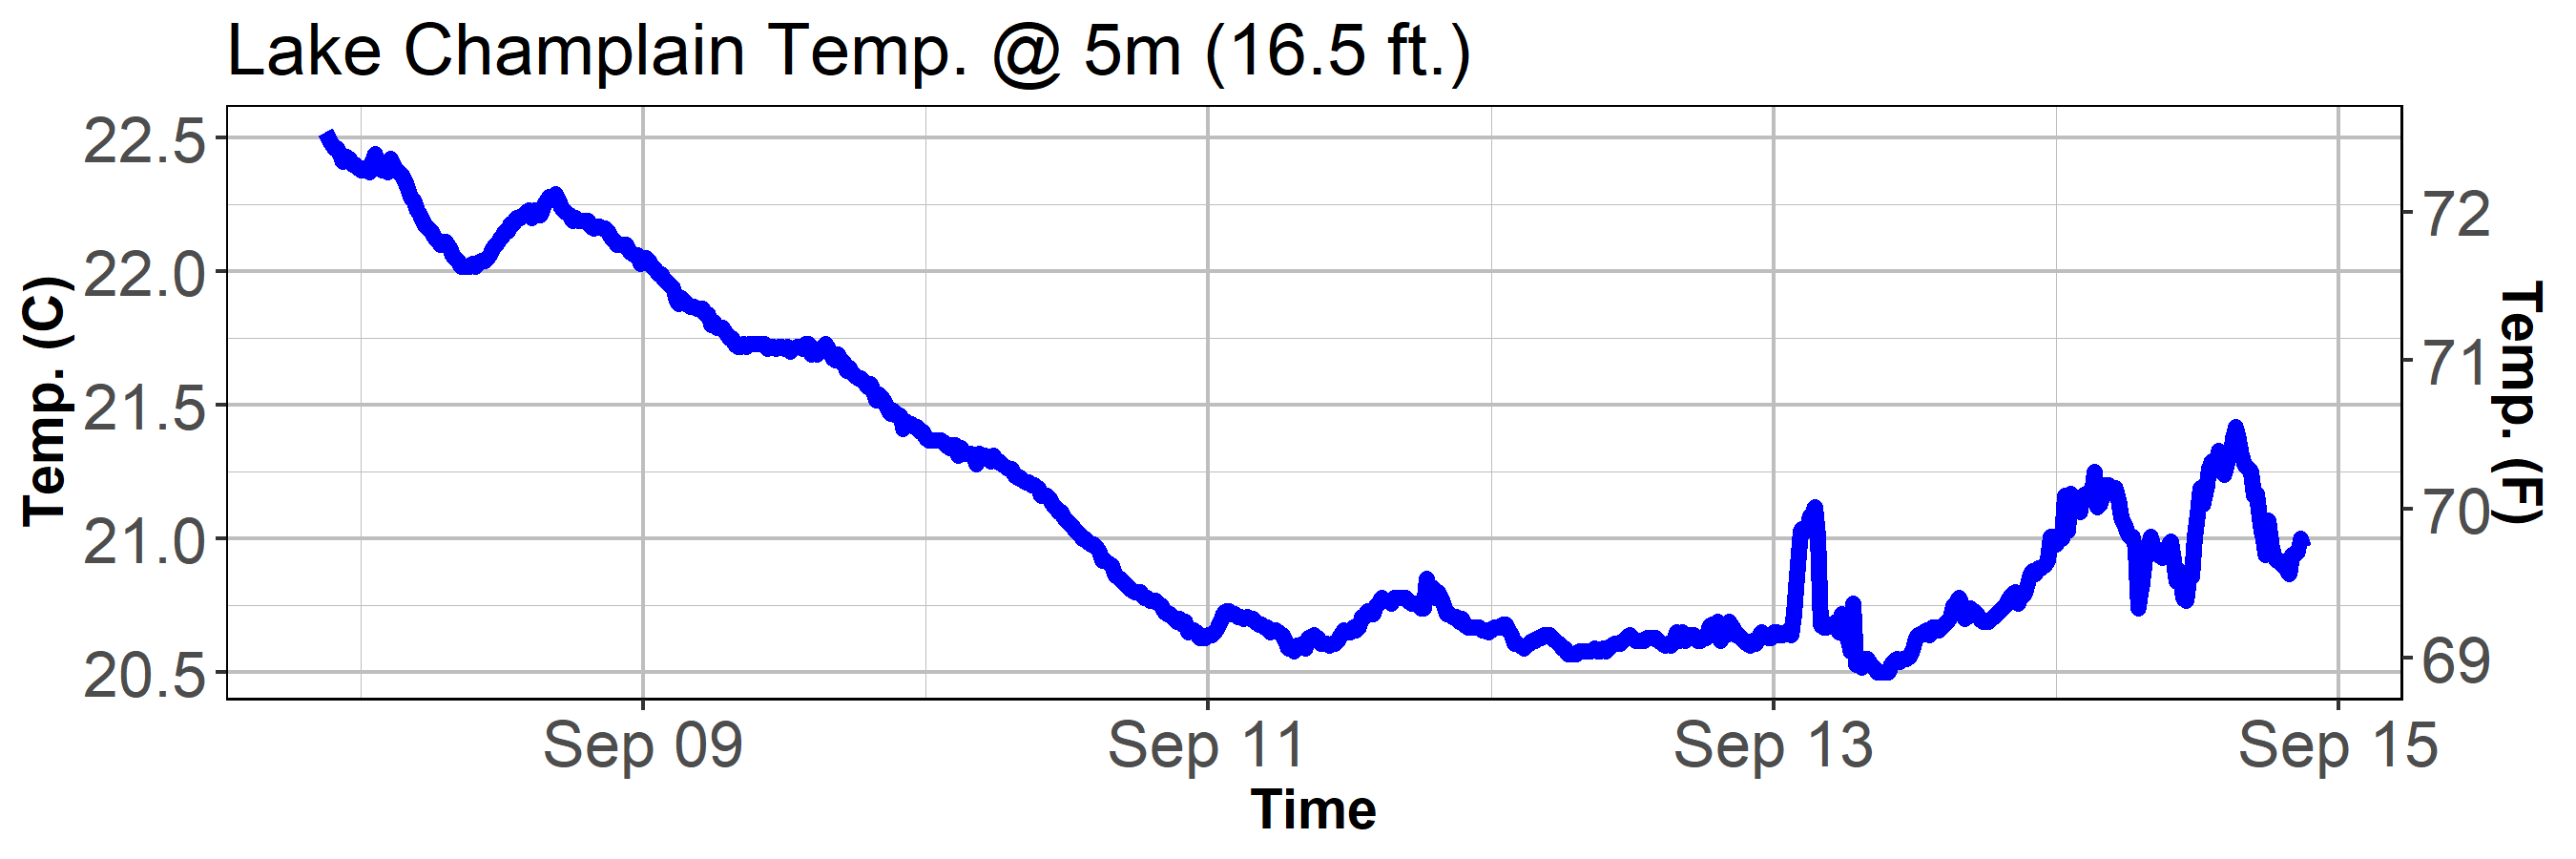 Lake Champlain Temp. @ 5m (16.5 ft.)
22.5
22.0
21.5
21.0
20.5
Temp. (C)
72
71
70
69
Temp. (F)
Sep 09 Sep 11 Sep 13 Sep 15
Time